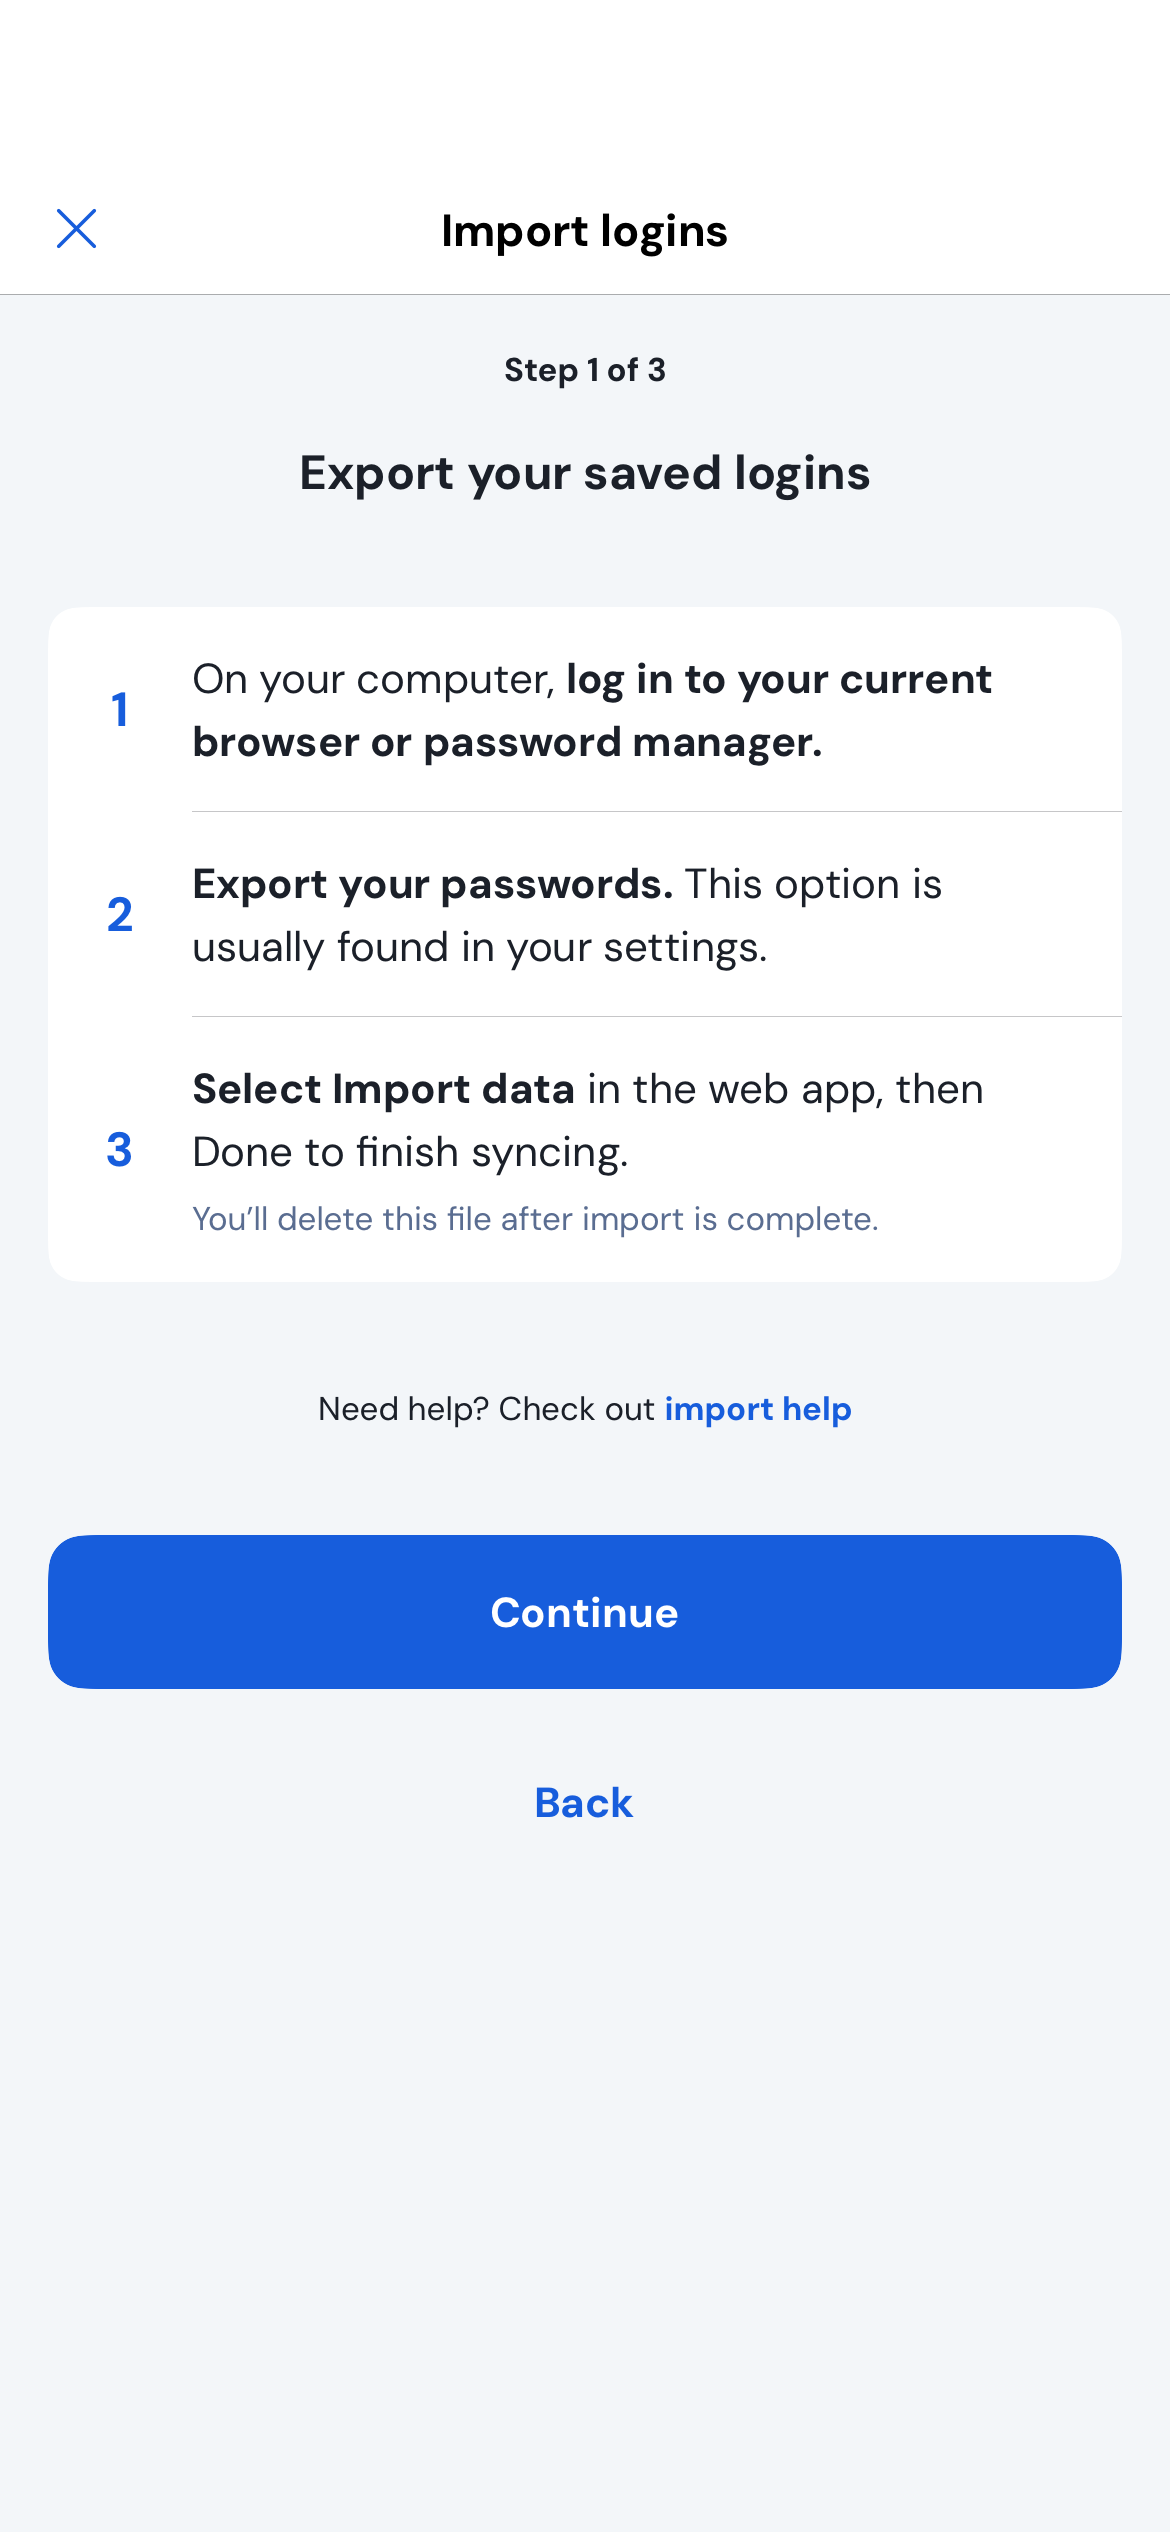 Import logins
Step 1 of 3
Export your saved logins
1
On your computer, log in to your current
browser or password manager.
2
Export your passwords. This option is
usually found in your settings.
3
Select Import data in the web app, then
Done to finish syncing.
You’ll delete this file after import is complete.
Need help? Check out import help
Continue
Back